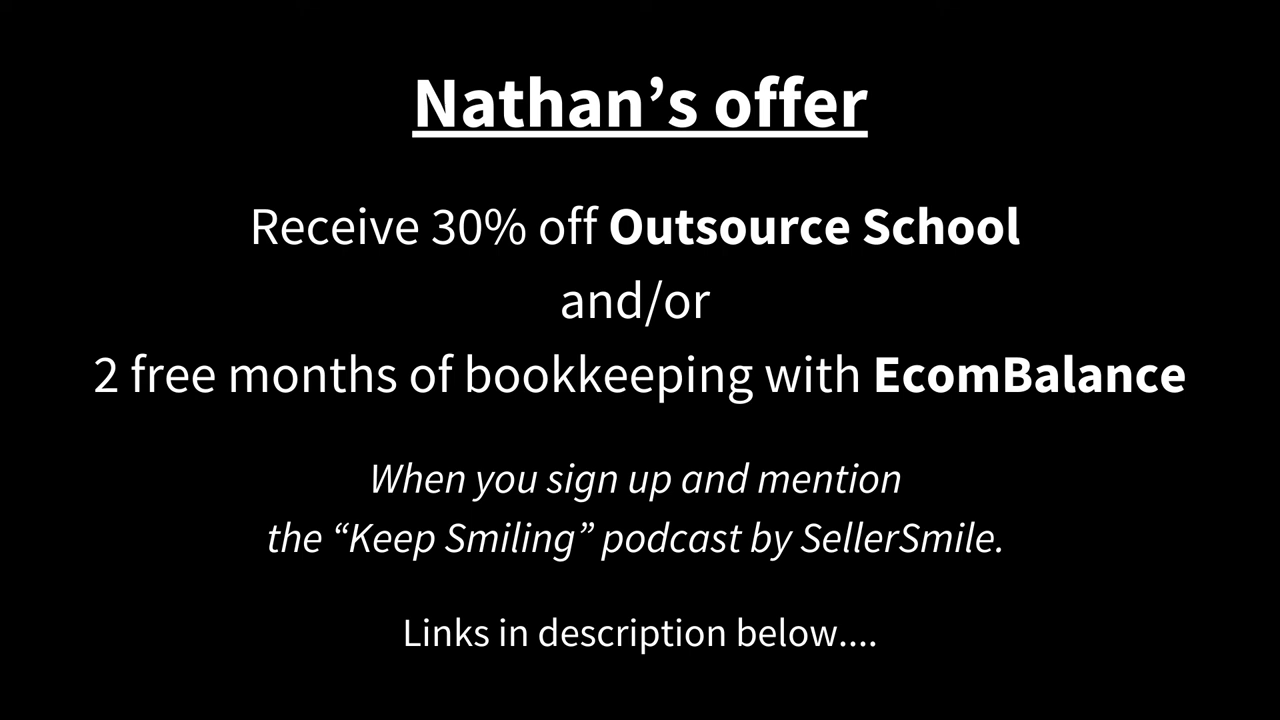 Nathan’s offer
Receive 30% off Outsource School
and/or
2 free months of bookkeeping with EcomBalance
When you sign up and mention
the “Keep Smiling” podcast by SellerSmile.
Links in description below....